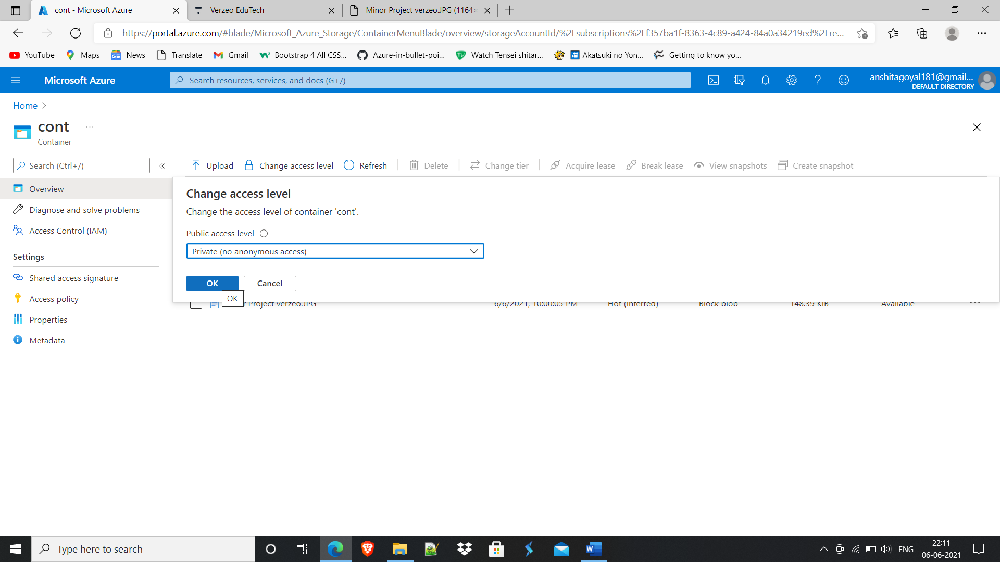 cont - Microsoft Azure
Verzeo EduTech
Minor Project verzeo.JPG (1164×
https://portal.azure.com/#blade/Microsoft_Azure_Storage/ContainerMenuBlade/overview/storageAccountId/%2Fsubscriptions%2Ff357ba1f-8363-4c89-a424-84a0a34219ed%2Fre...
YouTube
Maps
News
Translate
Gmail
Bootstrap 4 All CSS...
Azure-in-bullet-poi...
Watch Tensei shitar...
Akatsuki no Yon...
Getting to know yo...
Microsoft Azure
Search resources, services, and docs (G+/)
anshitagoyal181@gmail...
DEFAULT DIRECTORY
Home
cont
...
Container
Search (Ctrl+/)
Overview
Diagnose and solve problems
Access Control (IAM)
Settings
Shared access signature
Access policy
Properties
Metadata
Upload
Change access level
Refresh
Delete
Change tier
Acquire lease
Break lease
View snapshots
Create snapshot
Change access level
Change the access level of container 'cont'.
Public access level
Private (no anonymous access)
OK
Cancel
OK
r Project verzeo.JPG
6/6/2021, 10:00:05 PM
Hot (Inferred)
Block blob
148.39 KiB
Available
Type here to search
ENG
22:11
06-06-2021